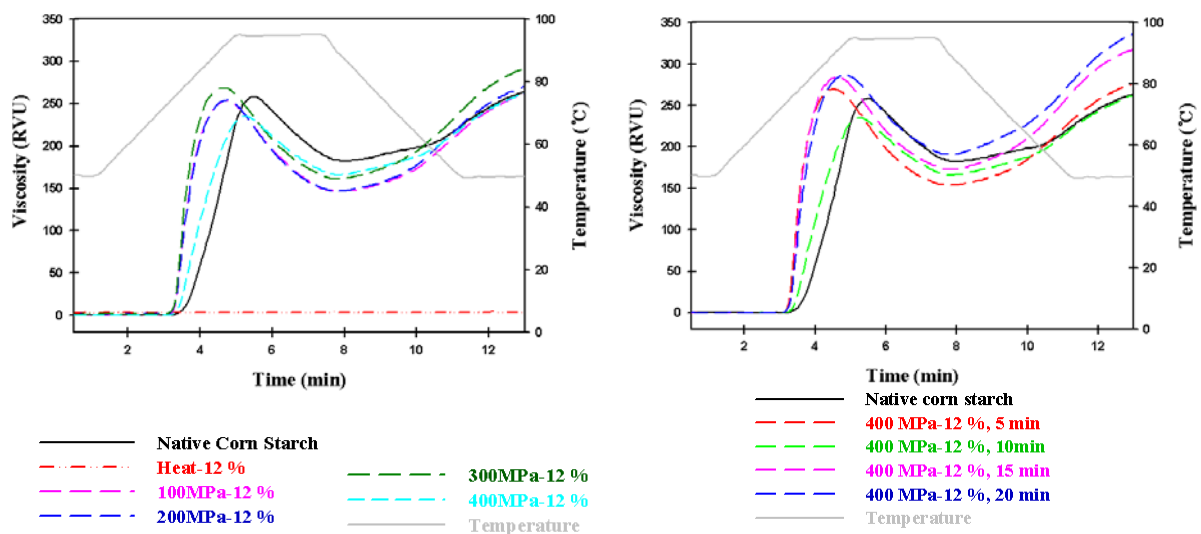 350
300
250
200
150
100
50
0
Viscosity (RVU)
100
80
60
40
20
0
Temperature (℃)
2 4 6 8 10 12
Time (min)
Native Corn Starch
Heat-12 %
100MPa-12 %
200MPa-12 %
300MPa-12 %
400MPa-12 %
Temperature
350
300
250
200
150
100
50
0
Viscosity (RVU)
100
80
60
40
20
0
Temperature (℃)
2 4 6 8 10 12
Time (min)
Native corn starch
400 MPa-12 %, 5 min
400 MPa-12 %, 10min
400 MPa-12 %, 15 min
400 MPa-12 %, 20 min
Temperature